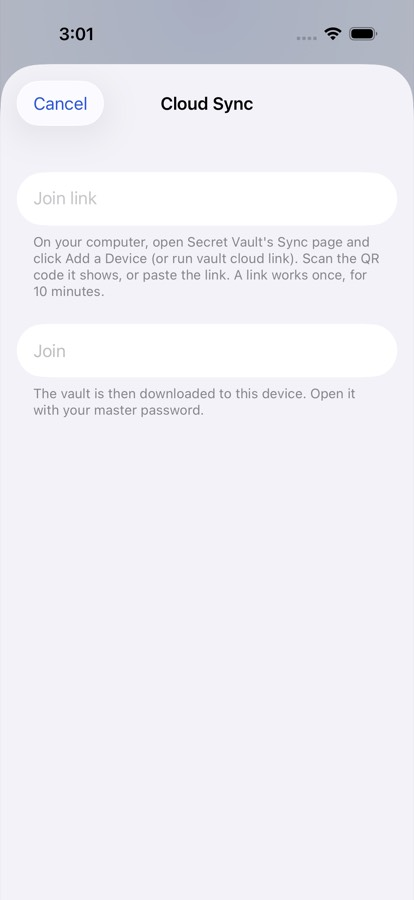 3:01
Cancel
Cloud Sync
Join link
On your computer, open Secret Vault's Sync page and
click Add a Device (or run vault cloud link). Scan the QR
code it shows, or paste the link. A link works once, for
10 minutes.
Join
The vault is then downloaded to this device. Open it
with your master password.